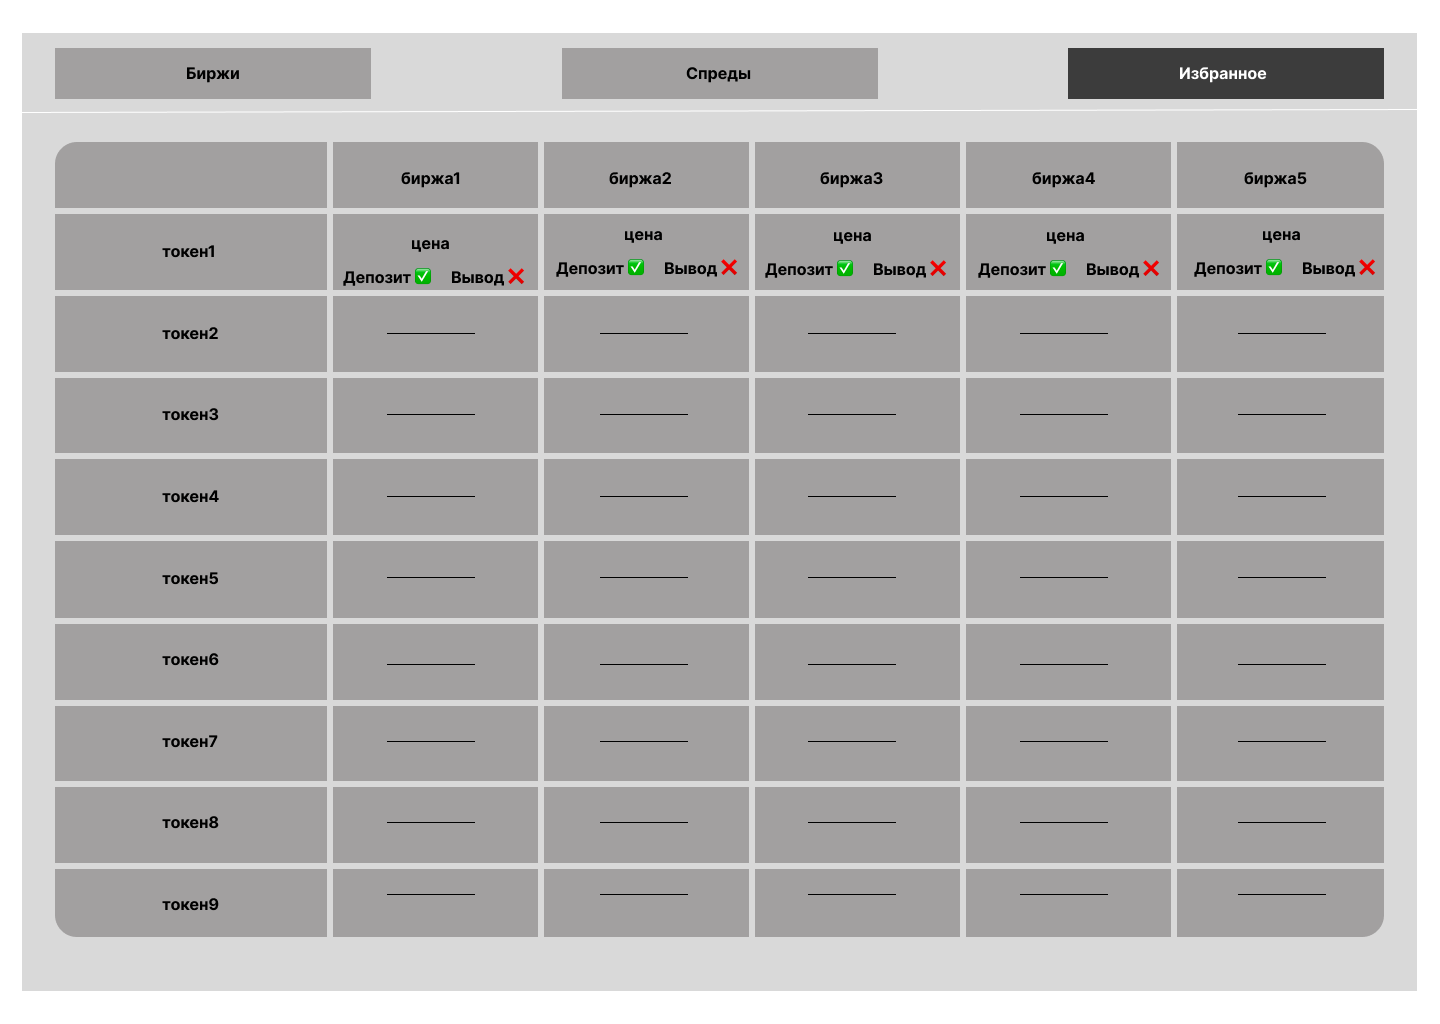 Биржи Спреды Избранное
биржа1 биржа2 биржа3 биржа4 биржа5
токен1 цена цена цена цена цена
Депозит ✅ Вывод ❌ Депозит ✅ Вывод ❌ Депозит ✅ Вывод ❌ Депозит ✅ Вывод ❌ Депозит ✅ Вывод ❌
токен2
токен3
токен4
токен5
токен6
токен7
токен8
токен9